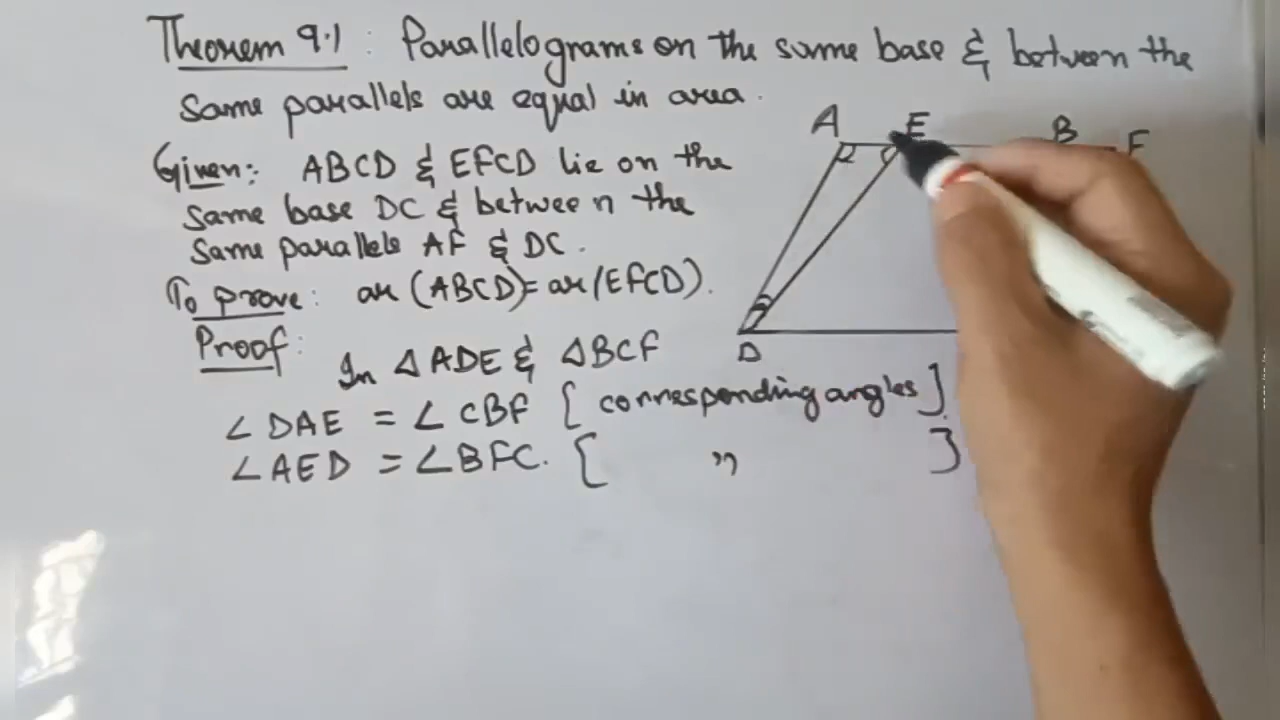 Theorem 9.1 : Parallelograms on the same base & between the
same parallels are equal in area.
Given: ABCD & EFCD lie on the
same base DC & between the
same parallels AF & DC.
To prove: ar (ABCD) = ar (EFCD).
Proof:
In △ADE & △BCF
∠DAE = ∠CBF [corresponding angles]
∠AED = ∠BFC. [ " ]
A E B F
D